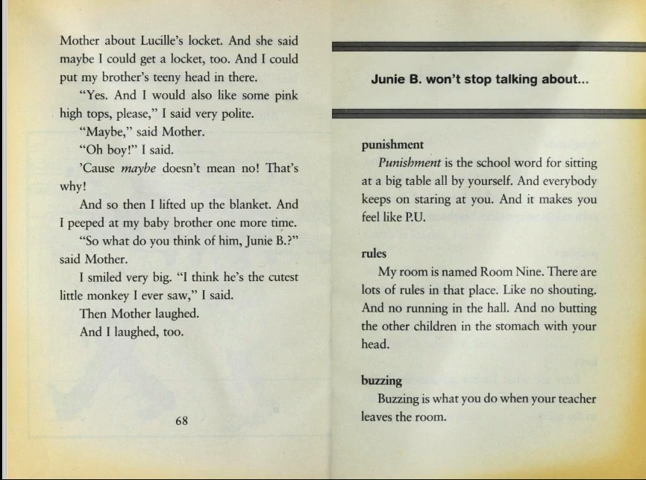 Mother about Lucille's locket. And she said
maybe I could get a locket, too. And I could
put my brother's teeny head in there.
"Yes. And I would also like some pink
high tops, please," I said very polite.
"Maybe," said Mother.
"Oh boy!" I said.
'Cause maybe doesn't mean no! That's
why!
And so then I lifted up the blanket. And
I peeped at my baby brother one more time.
"So what do you think of him, Junie B.?"
said Mother.
I smiled very big. "I think he's the cutest
little monkey I ever saw," I said.
Then Mother laughed.
And I laughed, too.
68
Junie B. won't stop talking about...
punishment
Punishment is the school word for sitting
at a big table all by yourself. And everybody
keeps on staring at you. And it makes you
feel like P.U.
rules
My room is named Room Nine. There are
lots of rules in that place. Like no shouting.
And no running in the hall. And no butting
the other children in the stomach with your
head.
buzzing
Buzzing is what you do when your teacher
leaves the room.